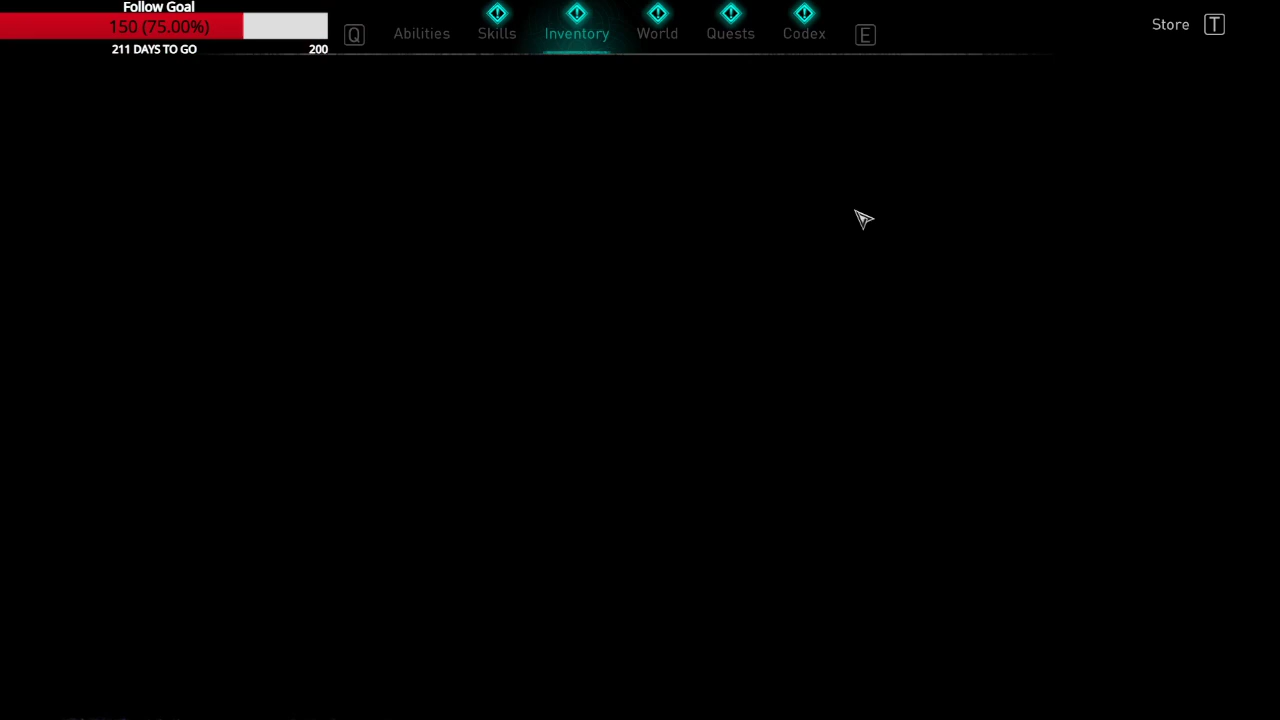 Follow Goal
150 (75.00%)
211 DAYS TO GO 200
Q Abilities Skills Inventory World Quests Codex E
Store T